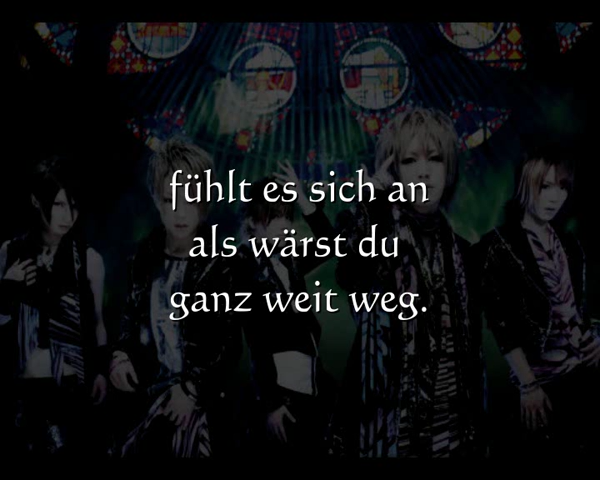 fühlt es sich an
als wärst du
ganz weit weg.